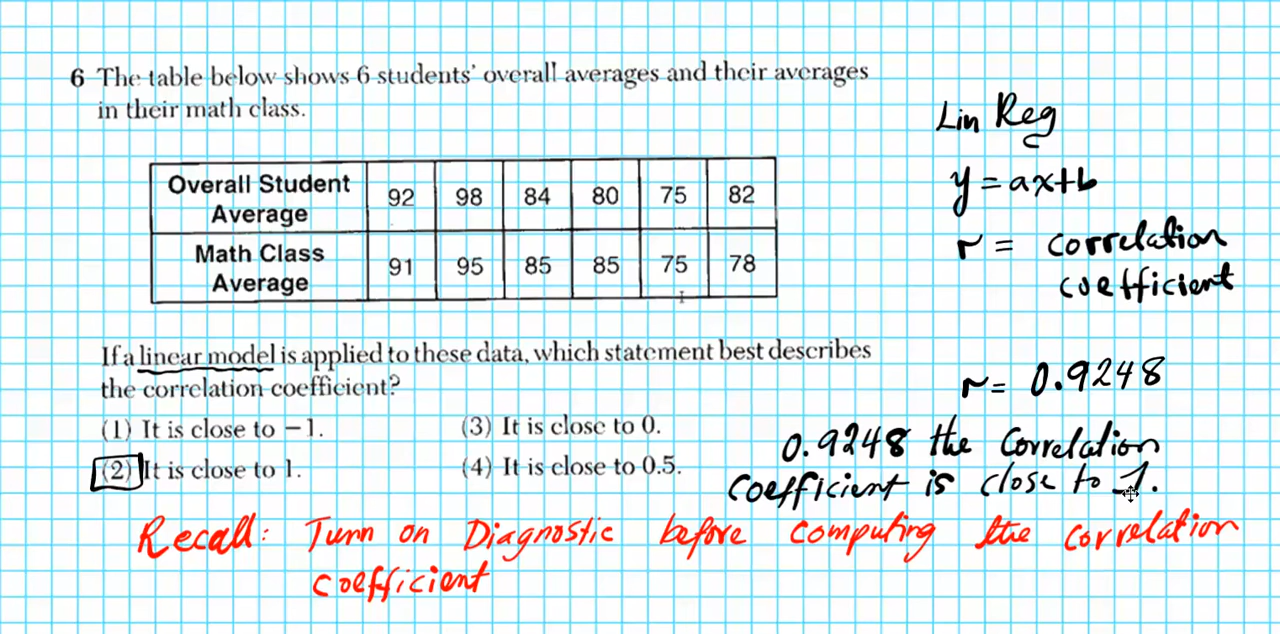 6 The table below shows 6 students' overall averages and their averages
in their math class.
Overall Student Average 92 98 84 80 75 82
Math Class Average 91 95 85 85 75 78
If a linear model is applied to these data, which statement best describes
the correlation coefficient?
(1) It is close to −1. (3) It is close to 0.
(2) It is close to 1. (4) It is close to 0.5.
Lin Reg
y = ax+b
r = correlation
coefficient
r = 0.9248
0.9248 the Correlation
Coefficient is close to 1.
Recall: Turn on Diagnostic before computing the correlation
coefficient